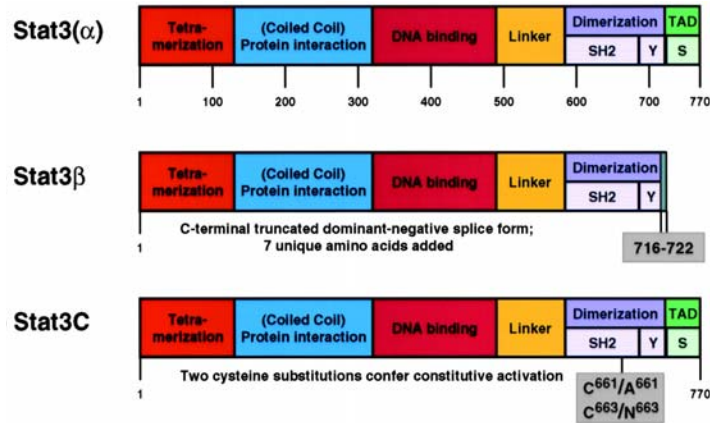 Stat3(α)
Tetra-
merization
(Coiled Coil)
Protein interaction
DNA binding
Linker
Dimerization
TAD
SH2
Y
S
1
100
200
300
400
500
600
700
770
Stat3β
Tetra-
merization
(Coiled Coil)
Protein interaction
DNA binding
Linker
Dimerization
SH2
Y
1
C-terminal truncated dominant-negative splice form;
7 unique amino acids added
716-722
Stat3C
Tetra-
merization
(Coiled Coil)
Protein interaction
DNA binding
Linker
Dimerization
TAD
SH2
Y
S
1
Two cysteine substitutions confer constitutive activation
C⁶⁶¹/A⁶⁶¹
C⁶⁶³/N⁶⁶³
770